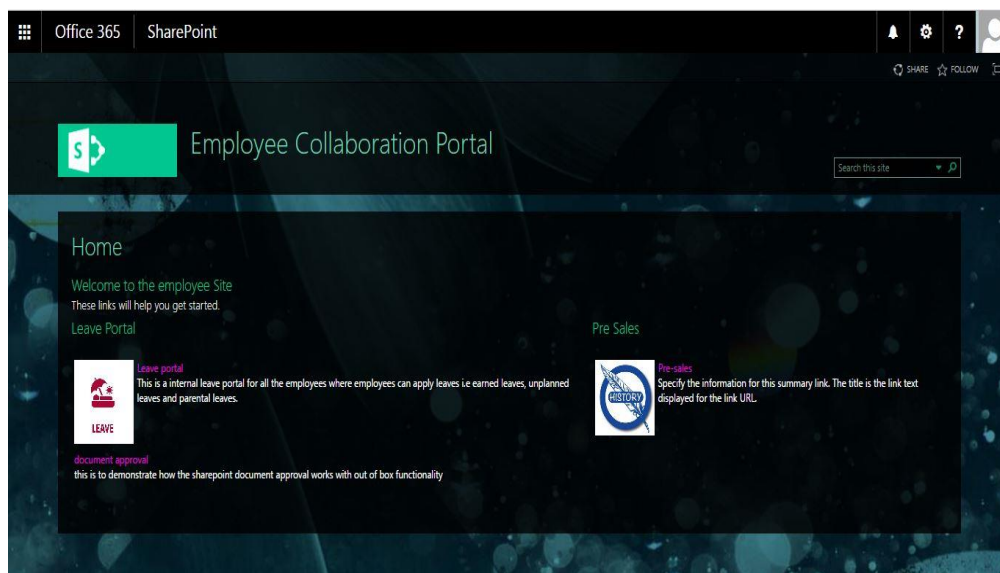 Office 365 SharePoint ?
SHARE FOLLOW
S
Employee Collaboration Portal
Search this site
Home
Welcome to the employee Site
These links will help you get started.
Leave Portal
Leave portal
This is a internal leave portal for all the employees where employees can apply leaves i.e earned leaves, unplanned
leaves and parental leaves.
LEAVE
document approval
this is to demonstrate how the sharepoint document approval works with out of box functionality
Pre Sales
Pre-sales
Specify the information for this summary link. The title is the link text
displayed for the link URL.
HISTORY